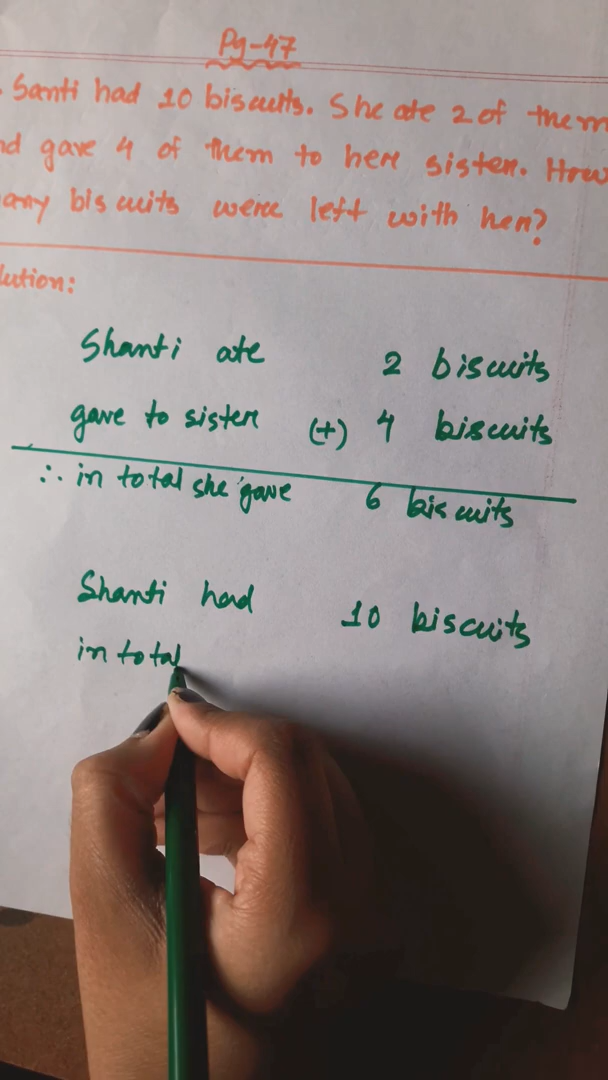 Pg-47
. Santi had 10 biscuits. She ate 2 of them
nd gave 4 of them to here sister. How
any biscuits were left with her?
lution:
Shanti ate 2 biscuits
gave to sister (+) 4 biscuits
∴ in total she gave 6 biscuits
Shanti had 10 biscuits
in total